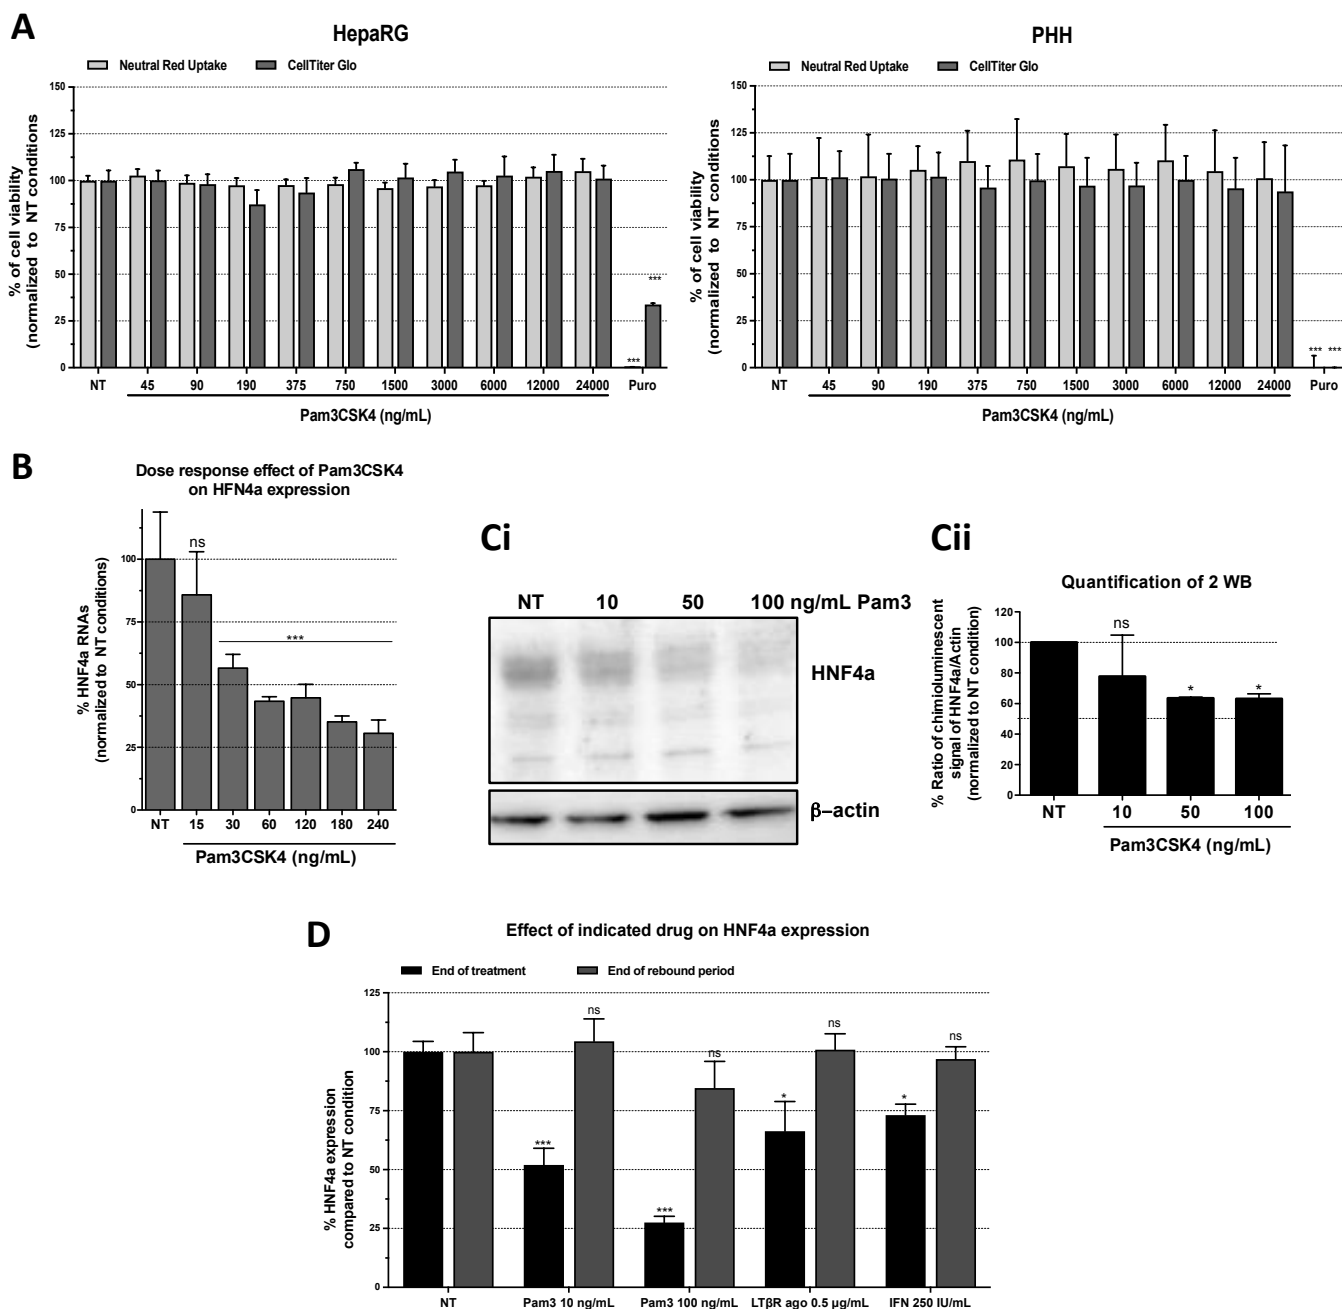 A
HepaRG
Neutral Red Uptake
CellTiter Glo
% of cell viability
(normalized to NT conditions
150
125
100
75
50
25
0
***
***
NT
45
90
190
375
750
1500
3000
6000
12000
24000
Puro
Pam3CSK4 (ng/mL)
PHH
Neutral Red Uptake
CellTiter Glo
% of cell viability
(normalized to NT conditions
150
125
100
75
50
25
0
***
***
NT
45
90
190
375
750
1500
3000
6000
12000
24000
Puro
Pam3CSK4 (ng/mL)
B
Dose response effect of Pam3CSK4
on HFN4a expression
% HNF4a RNAs
(normalized to NT conditions)
100
75
50
25
0
ns
***
NT
15
30
60
120
180
240
Pam3CSK4 (ng/mL)
Ci
NT
10
50
100 ng/mL Pam3
HNF4a
β–actin
Cii
Quantification of 2 WB
% Ratio of chimioluminescent
signal of HNF4a/Actin
(normalized to NT condition)
120
100
80
60
40
20
0
ns
*
*
NT
10
50
100
Pam3CSK4 (ng/mL)
D
Effect of indicated drug on HNF4a expression
End of treatment
End of rebound period
% HNF4a expression
compared to NT condition
125
100
75
50
25
0
***
ns
***
ns
*
ns
*
ns
NT
Pam3 10 ng/mL
Pam3 100 ng/mL
LTβR ago 0.5 µg/mL
IFN 250 IU/mL